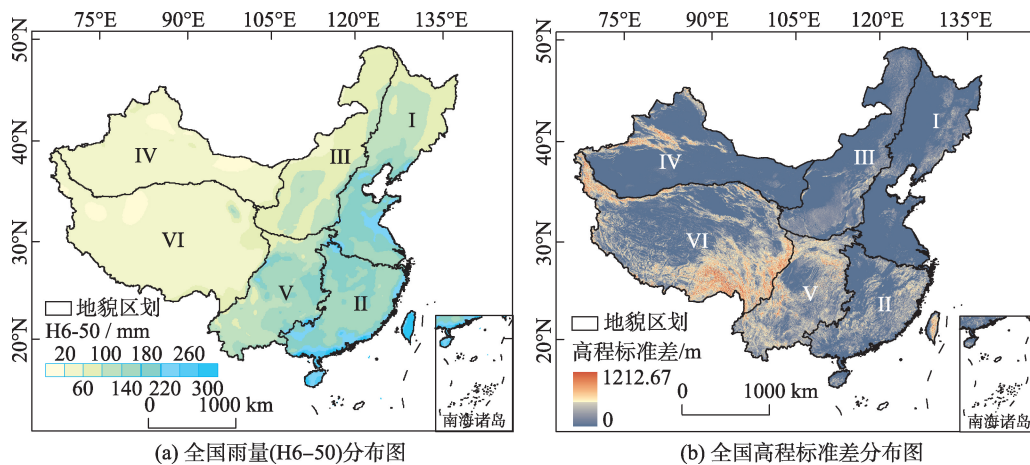 75°E 90°E 105°E 120°E 135°E
50°N
40°N
30°N
20°N
I
III
IV
VI
V
II
地貌区划
H6-50 / mm
20 100 180 260
60 140 220 300
0 1000 km
南海诸岛
(a) 全国雨量(H6-50)分布图
75°E 90°E 105°E 120°E 135°E
50°N
40°N
30°N
20°N
I
III
IV
VI
V
II
地貌区划
高程标准差/m
1212.67
0
0 1000 km
南海诸岛
(b) 全国高程标准差分布图